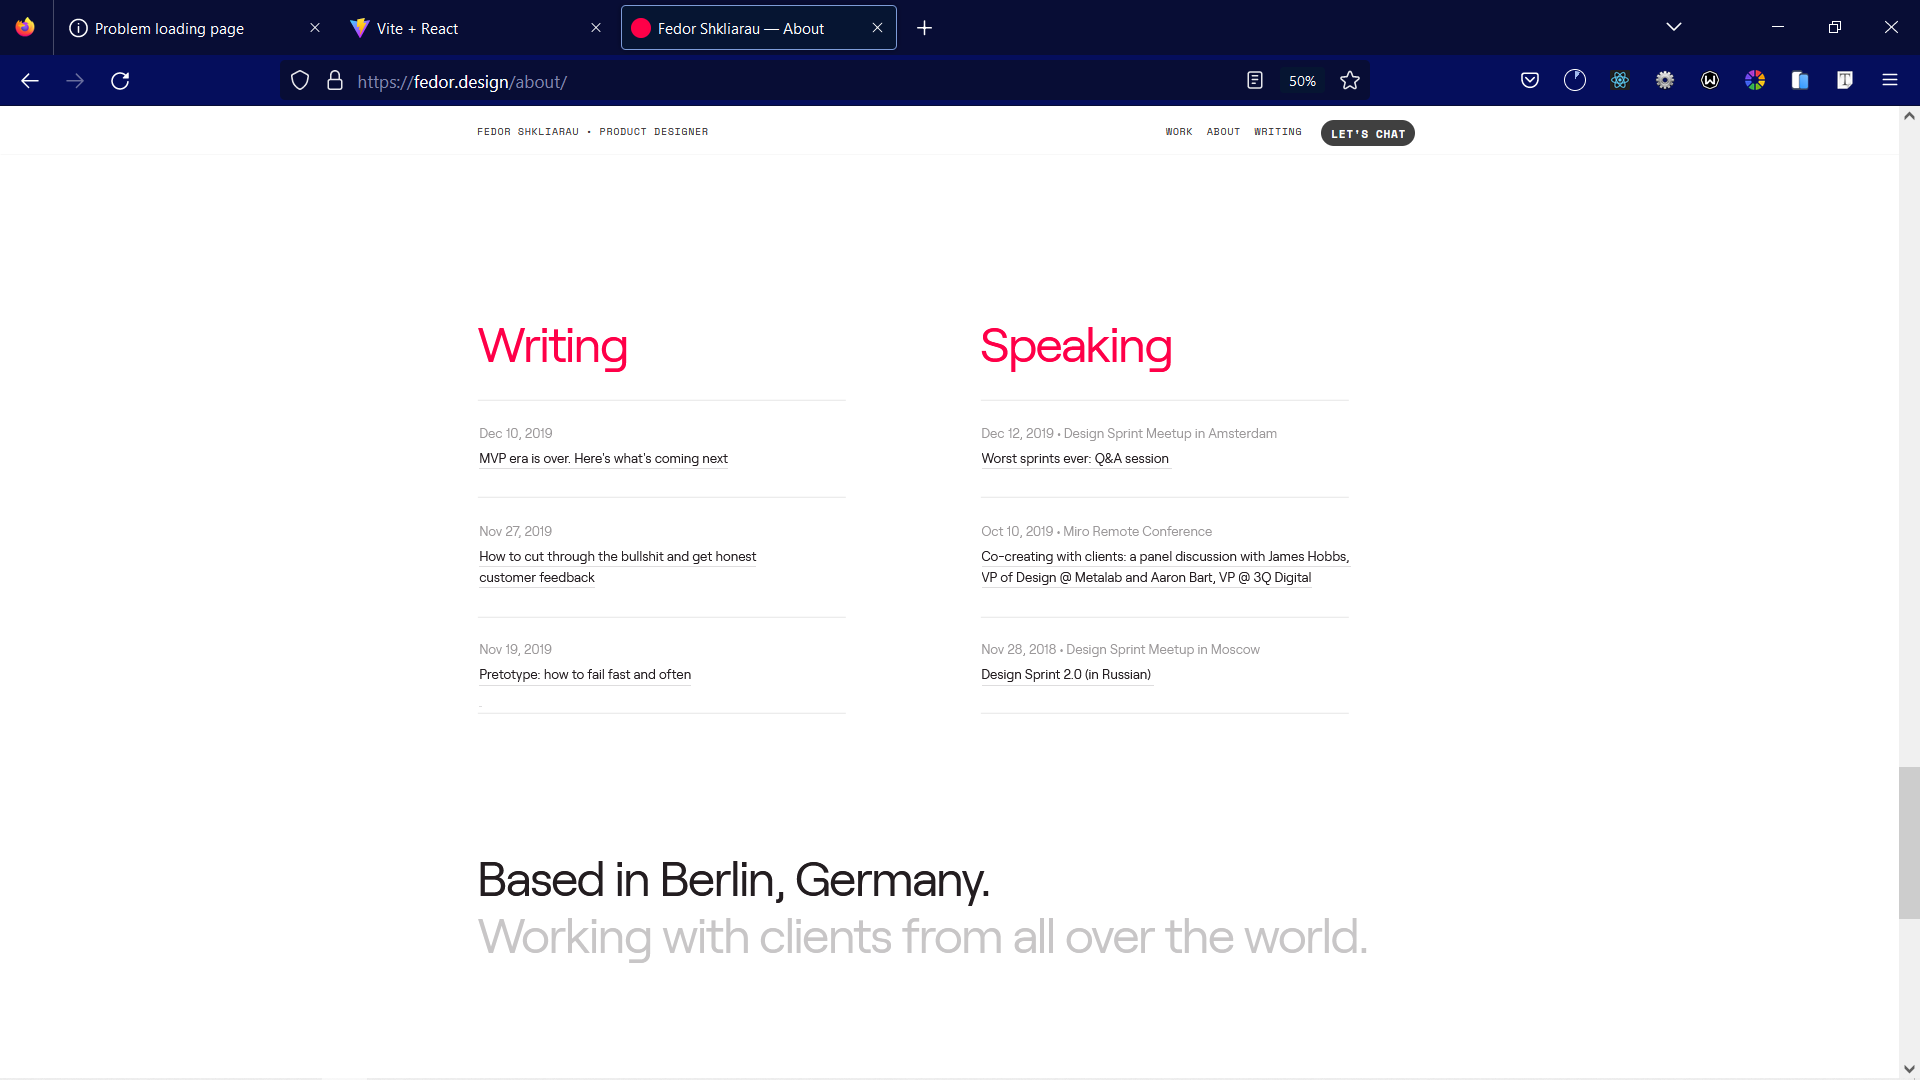 Problem loading page
Vite + React
Fedor Shkliarau — About
https://fedor.design/about/
50%
FEDOR SHKLIARAU • PRODUCT DESIGNER
WORK ABOUT WRITING LET'S CHAT
Writing
Dec 10, 2019
MVP era is over. Here's what's coming next
Nov 27, 2019
How to cut through the bullshit and get honest
customer feedback
Nov 19, 2019
Pretotype: how to fail fast and often
Speaking
Dec 12, 2019 • Design Sprint Meetup in Amsterdam
Worst sprints ever: Q&A session
Oct 10, 2019 • Miro Remote Conference
Co-creating with clients: a panel discussion with James Hobbs,
VP of Design @ Metalab and Aaron Bart, VP @ 3Q Digital
Nov 28, 2018 • Design Sprint Meetup in Moscow
Design Sprint 2.0 (in Russian)
Based in Berlin, Germany.
Working with clients from all over the world.